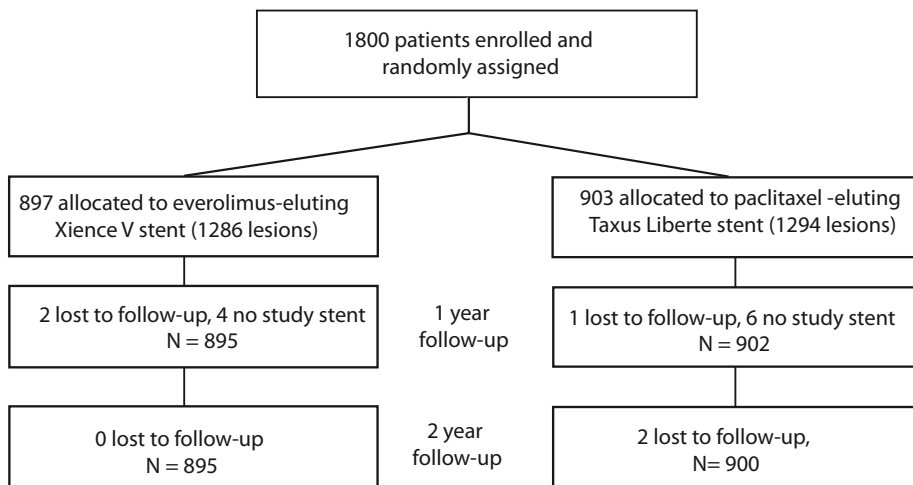 1800 patients enrolled and
randomly assigned
897 allocated to everolimus-eluting
Xience V stent (1286 lesions)
903 allocated to paclitaxel -eluting
Taxus Liberte stent (1294 lesions)
2 lost to follow-up, 4 no study stent
N = 895
1 year
follow-up
1 lost to follow-up, 6 no study stent
N = 902
0 lost to follow-up
N = 895
2 year
follow-up
2 lost to follow-up,
N= 900